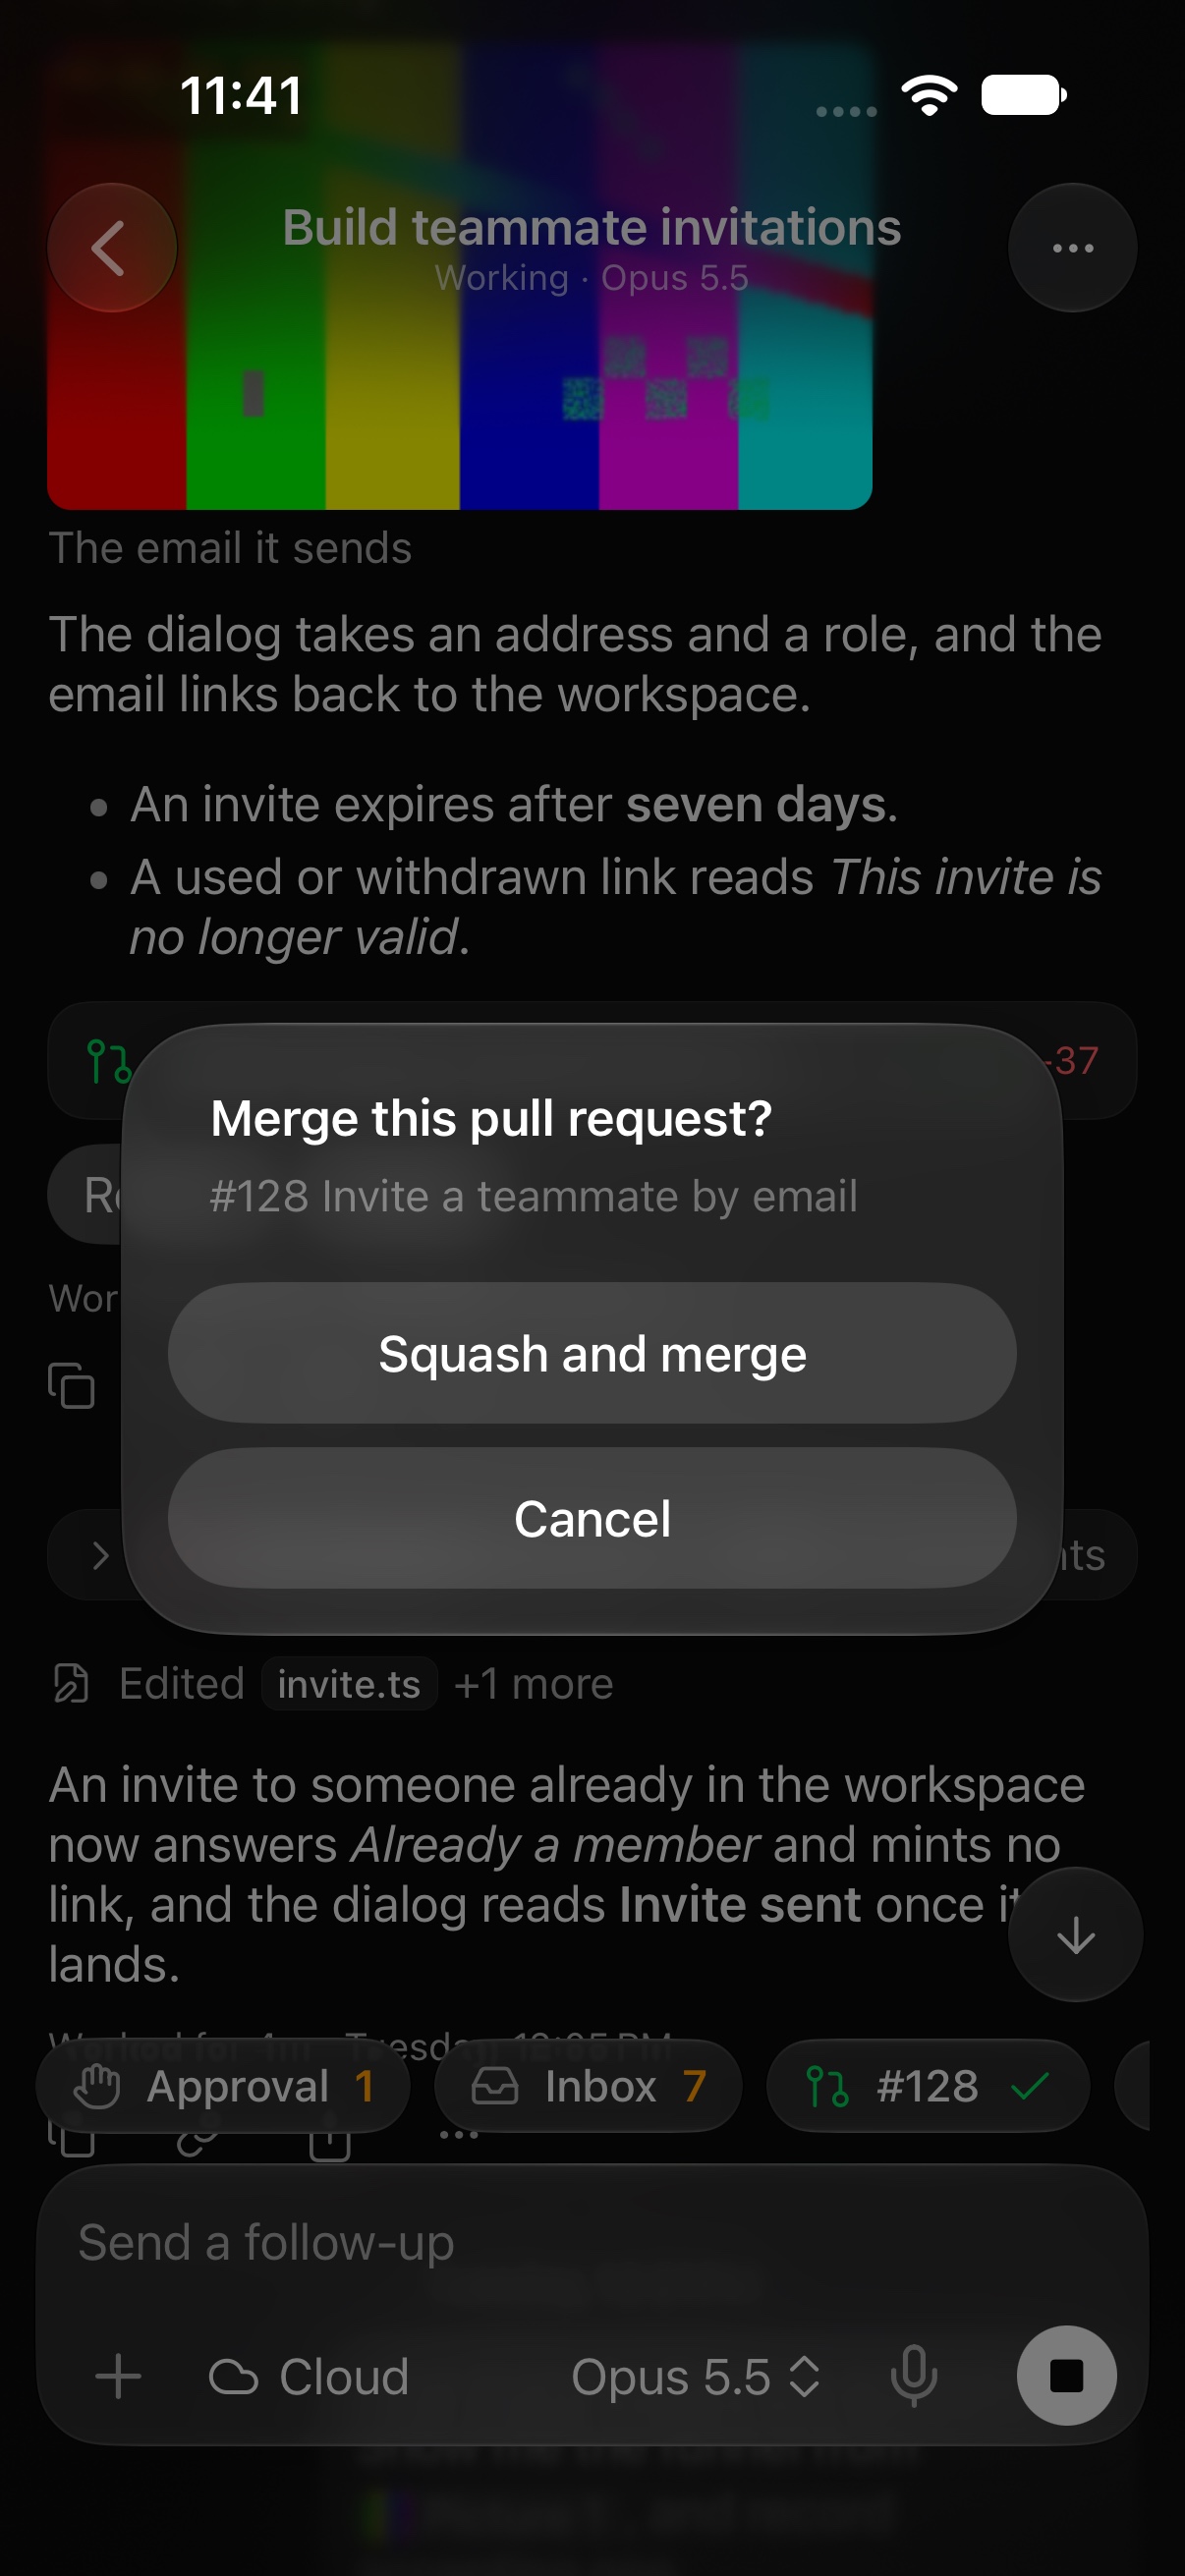 11:41
Build teammate invitations
Working · Opus 5.5
The email it sends
The dialog takes an address and a role, and the
email links back to the workspace.
An invite expires after seven days.
A used or withdrawn link reads This invite is
no longer valid.
-37
Merge this pull request?
#128 Invite a teammate by email
Squash and merge
Cancel
Edited invite.ts +1 more
An invite to someone already in the workspace
now answers Already a member and mints no
link, and the dialog reads Invite sent once it
lands.
Approval 1
Inbox 7
#128
Send a follow-up
Cloud
Opus 5.5